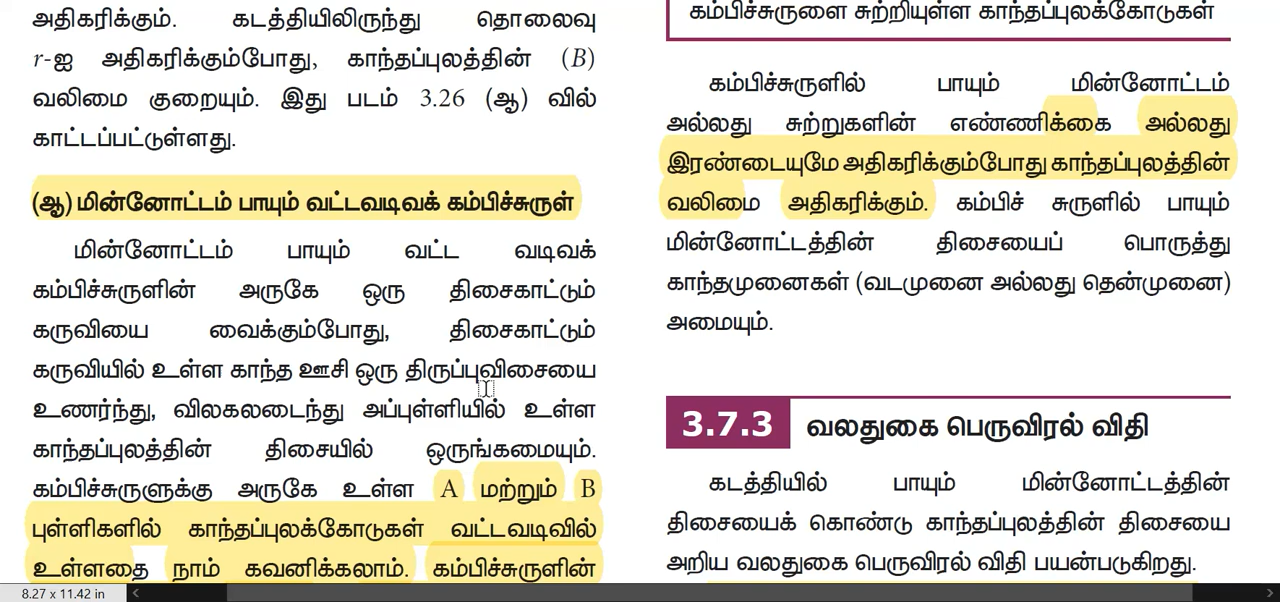 அதிகரிக்கும். கடத்தியிலிருந்து தொலைவு
r-ஐ அதிகரிக்கும்போது, காந்தப்புலத்தின் (B)
வலிமை குறையும். இது படம் 3.26 (ஆ) வில்
காட்டப்பட்டுள்ளது.
(ஆ) மின்னோட்டம் பாயும் வட்டவடிவக் கம்பிச்சுருள்
மின்னோட்டம் பாயும் வட்ட வடிவக்
கம்பிச்சுருளின் அருகே ஒரு திசைகாட்டும்
கருவியை வைக்கும்போது, திசைகாட்டும்
கருவியில் உள்ள காந்த ஊசி ஒரு திருப்புவிசையை
உணர்ந்து, விலகலடைந்து அப்புள்ளியில் உள்ள
காந்தப்புலத்தின் திசையில் ஒருங்கமையும்.
கம்பிச்சுருளுக்கு அருகே உள்ள A மற்றும் B
புள்ளிகளில் காந்தப்புலக்கோடுகள் வட்டவடிவில்
உள்ளதை நாம் கவனிக்கலாம். கம்பிச்சுருளின்
கம்பிச்சுருளை சுற்றியுள்ள காந்தப்புலக்கோடுகள்
கம்பிச்சுருளில் பாயும் மின்னோட்டம்
அல்லது சுற்றுகளின் எண்ணிக்கை அல்லது
இரண்டையுமே அதிகரிக்கும்போது காந்தப்புலத்தின்
வலிமை அதிகரிக்கும். கம்பிச் சுருளில் பாயும்
மின்னோட்டத்தின் திசையைப் பொருத்து
காந்தமுனைகள் (வடமுனை அல்லது தென்முனை)
அமையும்.
3.7.3 வலதுகை பெருவிரல் விதி
கடத்தியில் பாயும் மின்னோட்டத்தின்
திசையைக் கொண்டு காந்தப்புலத்தின் திசையை
அறிய வலதுகை பெருவிரல் விதி பயன்படுகிறது.
8.27 x 11.42 in